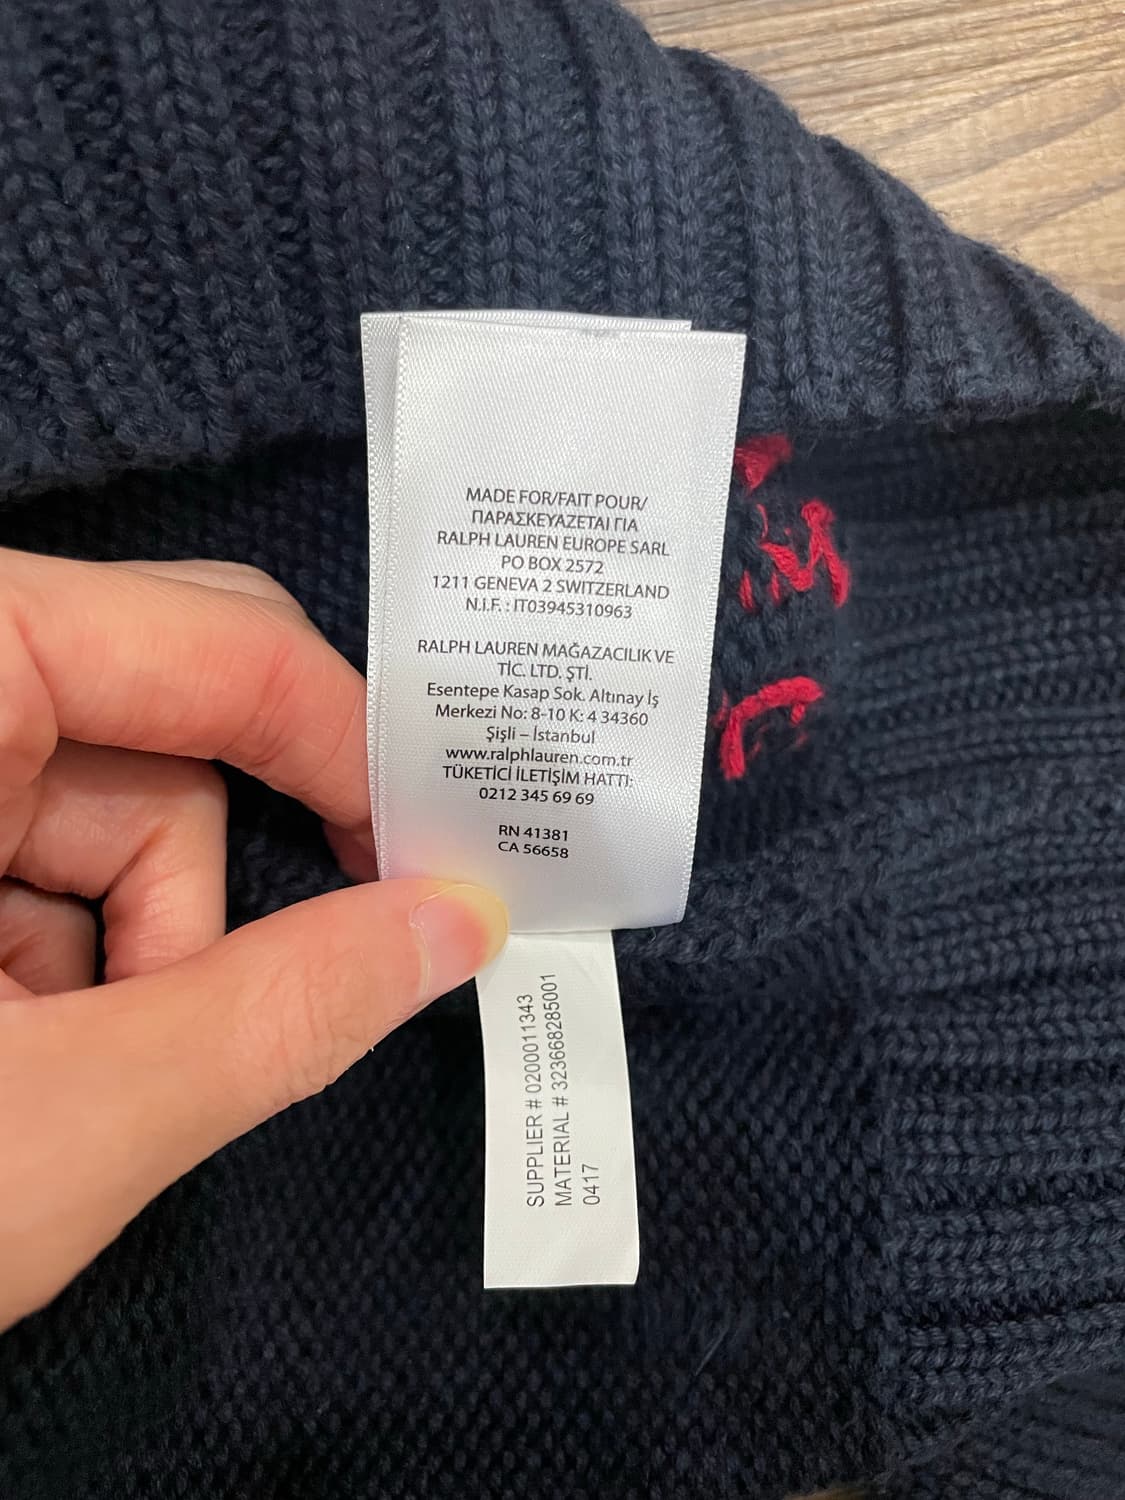 MADE FOR/FAIT POUR/
ΠΑΡΑΣΚΕΥΑΖΕΤΑΙ ΓΙΑ
RALPH LAUREN EUROPE SARL
PO BOX 2572
1211 GENEVA 2 SWITZERLAND
N.I.F. : IT03945310963
RALPH LAUREN MAĞAZACILIK VE
TİC. LTD. ŞTİ.
Esentepe Kasap Sok. Altınay İş
Merkezi No: 8-10 K: 4 34360
Şişli – İstanbul
www.ralphlauren.com.tr
TÜKETİCİ İLETİŞİM HATTI:
0212 345 69 69
RN 41381
CA 56658
SUPPLIER # 0200011343
MATERIAL # 323668285001
0417